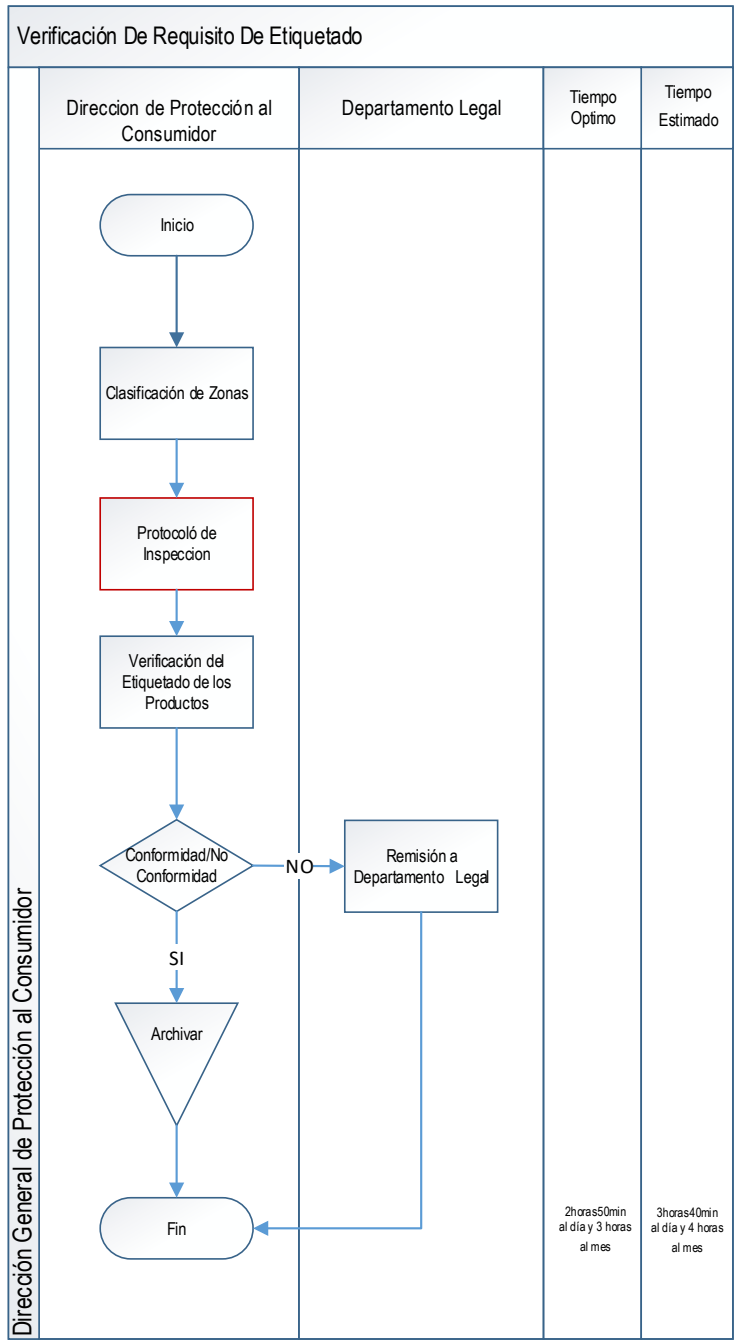 Verificación De Requisito De Etiquetado
Direccion de Protección al
Consumidor
Departamento Legal
Tiempo
Optimo
Tiempo
Estimado
Inicio
Clasificación de Zonas
Protocoló de
Inspeccion
Verificación del
Etiquetado de los
Productos
Conformidad/No
Conformidad
NO
Remisión a
Departamento Legal
SI
Archivar
Fin
2horas50min
al día y 3 horas
al mes
3horas40min
al día y 4 horas
al mes
Dirección General de Protección al Consumidor